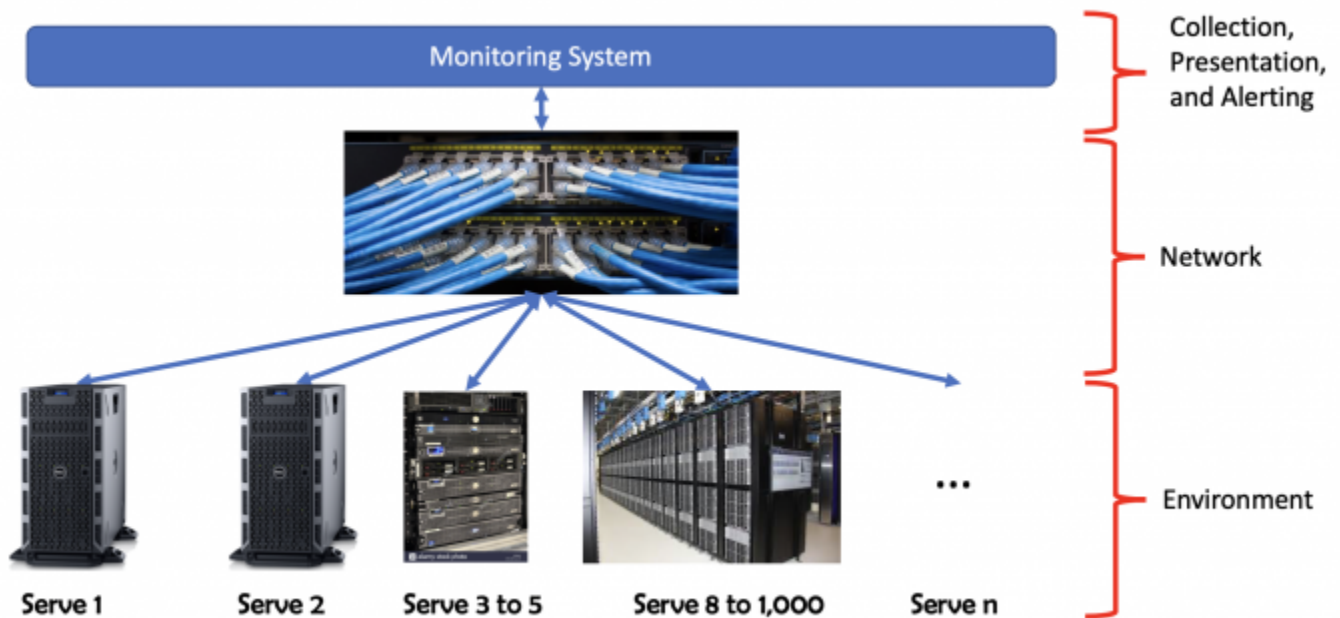 Monitoring System
Collection,
Presentation,
and Alerting
Network
Environment
...
Serve 1
Serve 2
Serve 3 to 5
Serve 8 to 1,000
Serve n